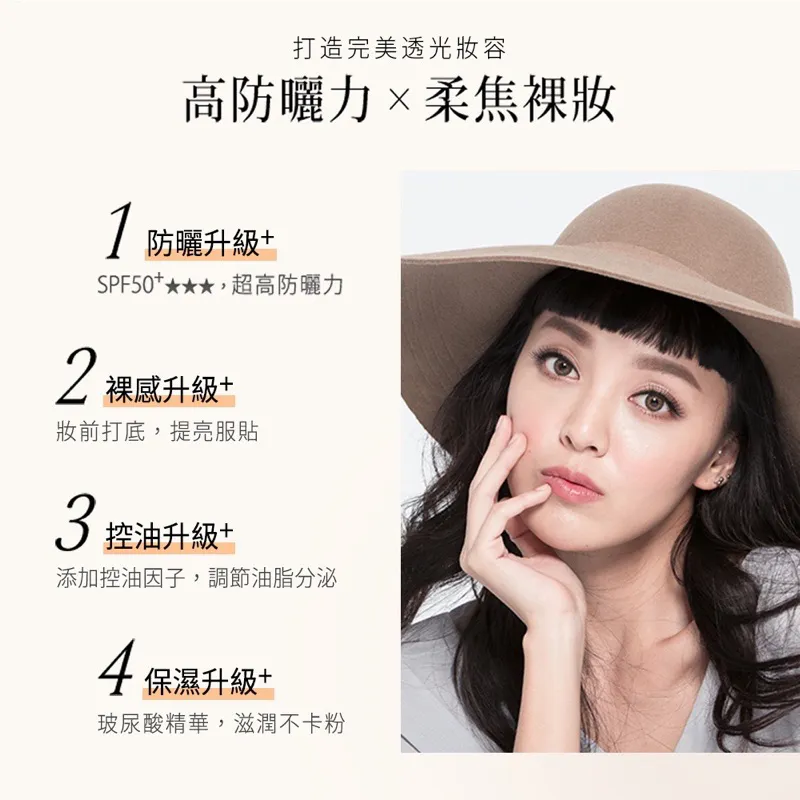 打造完美透光妝容
高防曬力×柔焦裸妝
1 防曬升級+
SPF50+★★★，超高防曬力
2 裸感升級+
妝前打底，提亮服貼
3 控油升級+
添加控油因子，調節油脂分泌
4 保濕升級+
玻尿酸精華，滋潤不卡粉